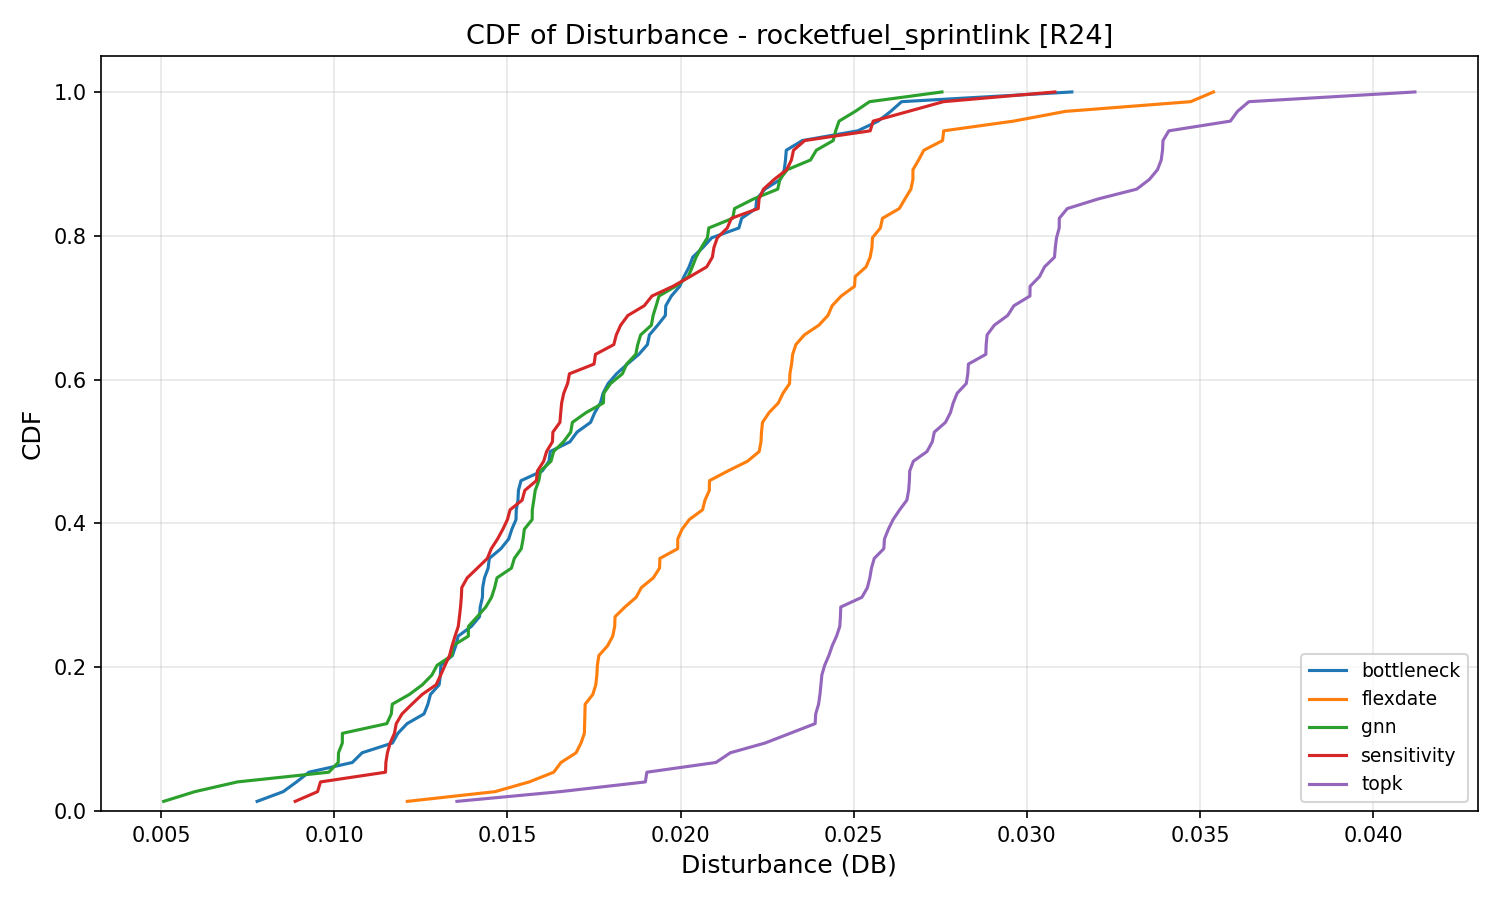 CDF of Disturbance - rocketfuel_sprintlink [R24]
CDF
1.0
0.8
0.6
0.4
0.2
0.0
0.005
0.010
0.015
0.020
0.025
0.030
0.035
0.040
Disturbance (DB)
bottleneck
flexdate
gnn
sensitivity
topk